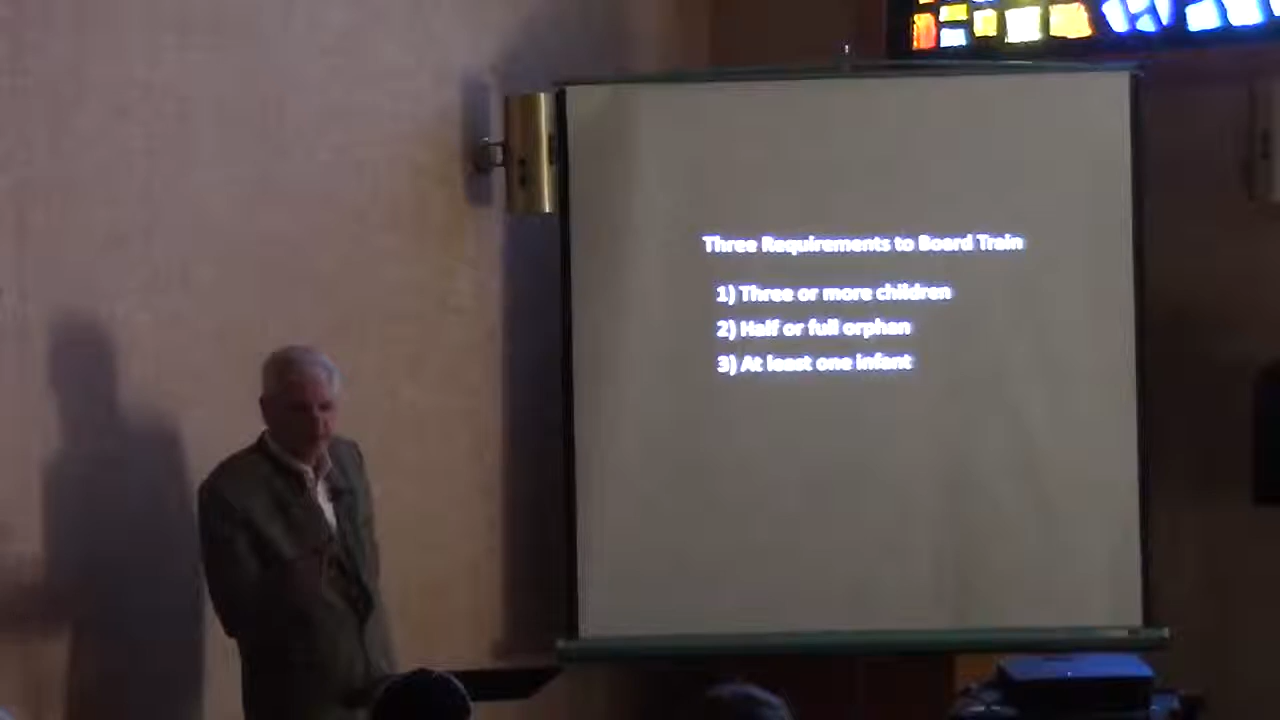 Three Requirements to Board Train
1) Three or more children
2) Half or full orphan
3) At least one infant